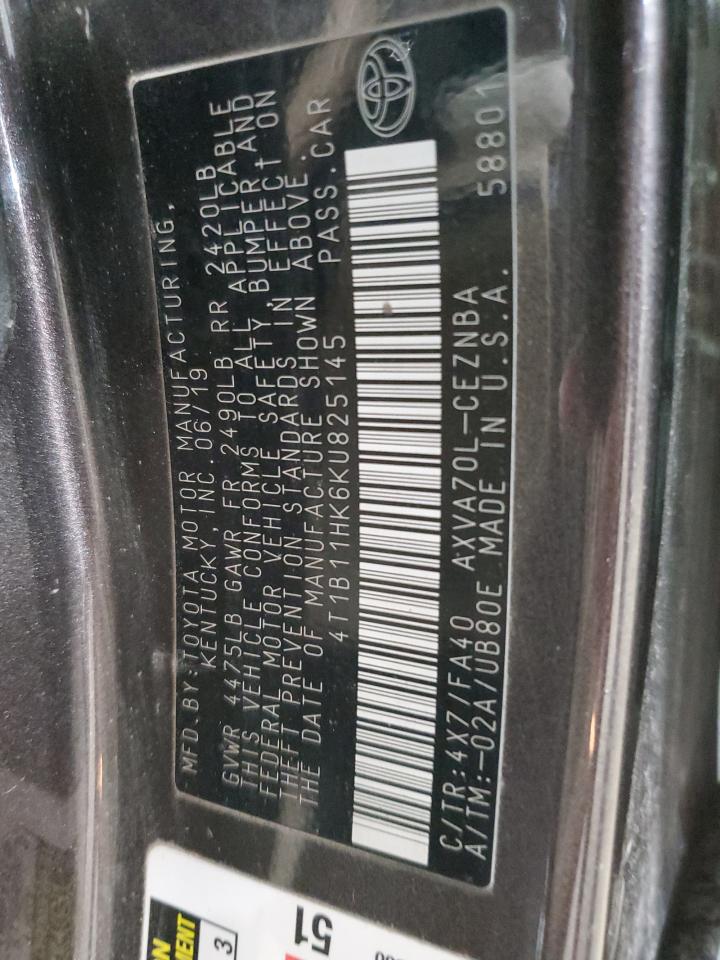 MFD.BY:TOYOTA MOTOR MANUFACTURING,
KENTUCKY, INC. 06/19
GVWR 4475LB GAWR FR 2490LB RR 2420LB
THIS VEHICLE CONFORMS TO ALL APPLICABLE
FEDERAL MOTOR VEHICLE SAFETY, BUMPER, AND
THEFT PREVENTION STANDARDS IN EFFECT ON
THE DATE OF MANUFACTURE SHOWN ABOVE.
4T1B11HK6KU825145 PASS.CAR
C/TR:4X7/FA40 AXVA70L-CEZNBA 58801
A/TM:-02A/UB80E MADE IN U.S.A.
3
51